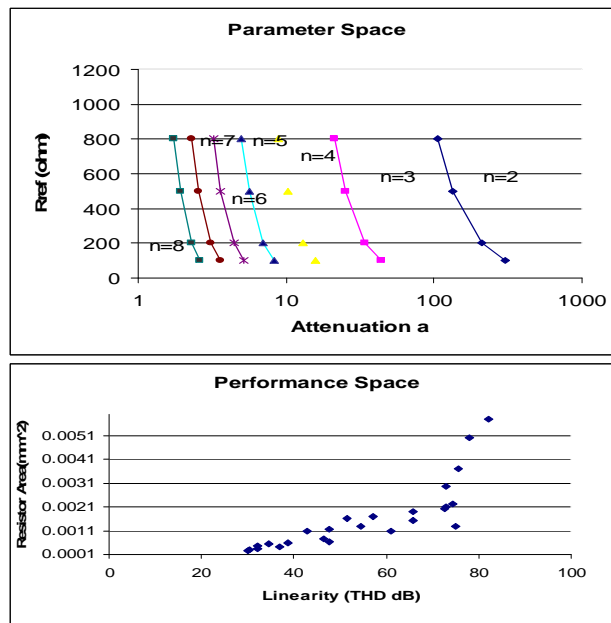 Parameter Space
1200
1000
800
600
400
200
0
Rref (ohm)
n=7
n=5
n=4
n=3
n=2
n=6
n=8
1
10
100
1000
Attenuation a
Performance Space
0.0051
0.0041
0.0031
0.0021
0.0011
0.0001
Resistor Area(mm^2)
0
20
40
60
80
100
Linearity (THD dB)